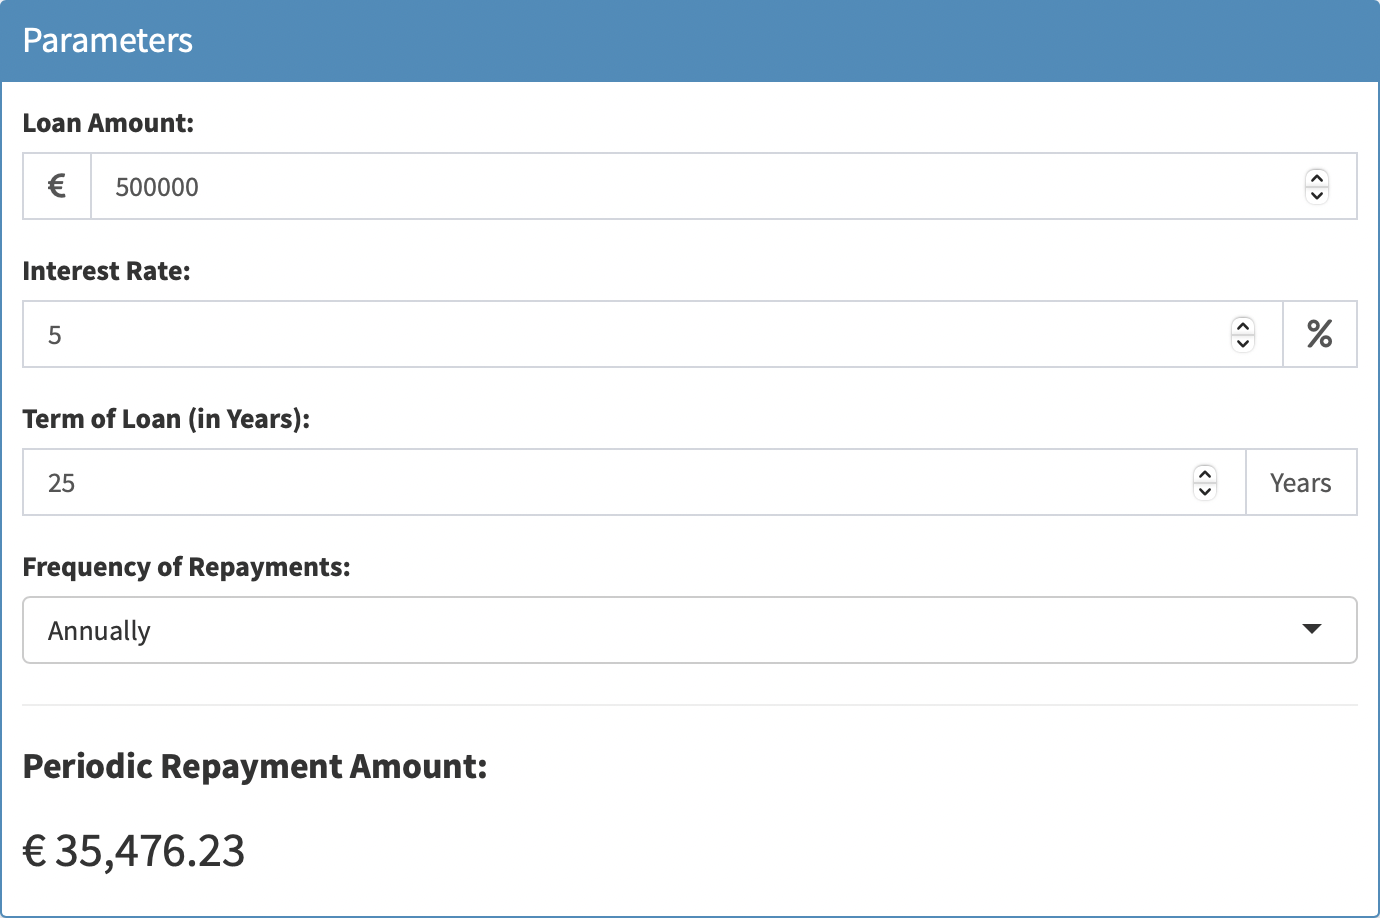 Parameters
Loan Amount:
€ 500000
Interest Rate:
5 %
Term of Loan (in Years):
25 Years
Frequency of Repayments:
Annually
Periodic Repayment Amount:
€ 35,476.23